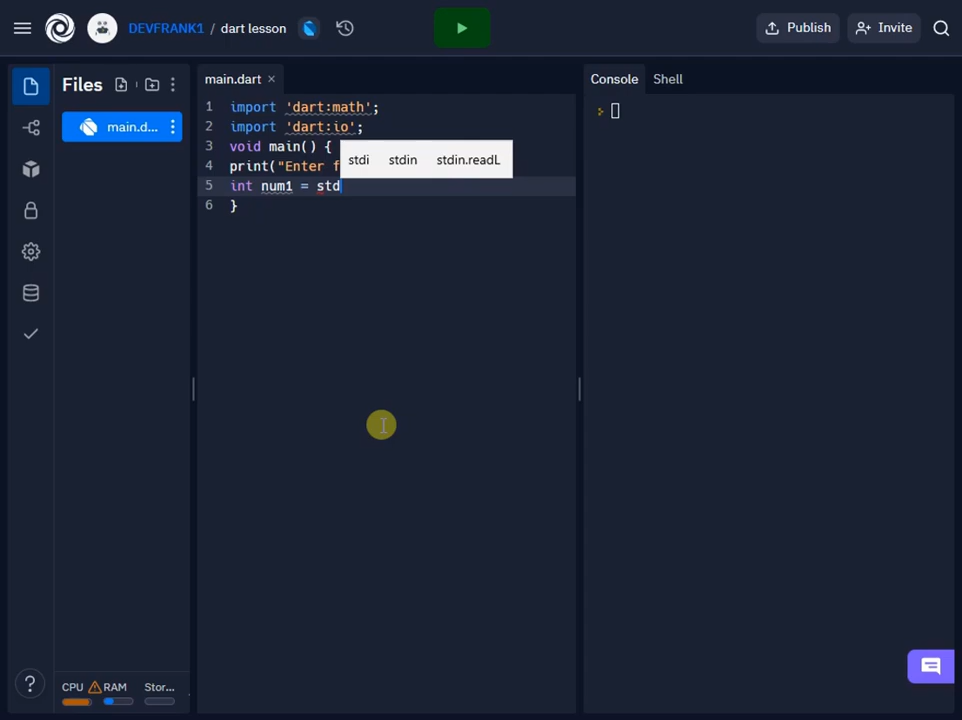 DEVFRANK1 / dart lesson
Publish
Invite
Files
main.d...
main.dart ×
1 import 'dart:math';
2 import 'dart:io';
3 void main() {
4 print("Enter f
5 int num1 = std
6 }
stdi stdin stdin.readL
Console Shell
CPU RAM Stor...